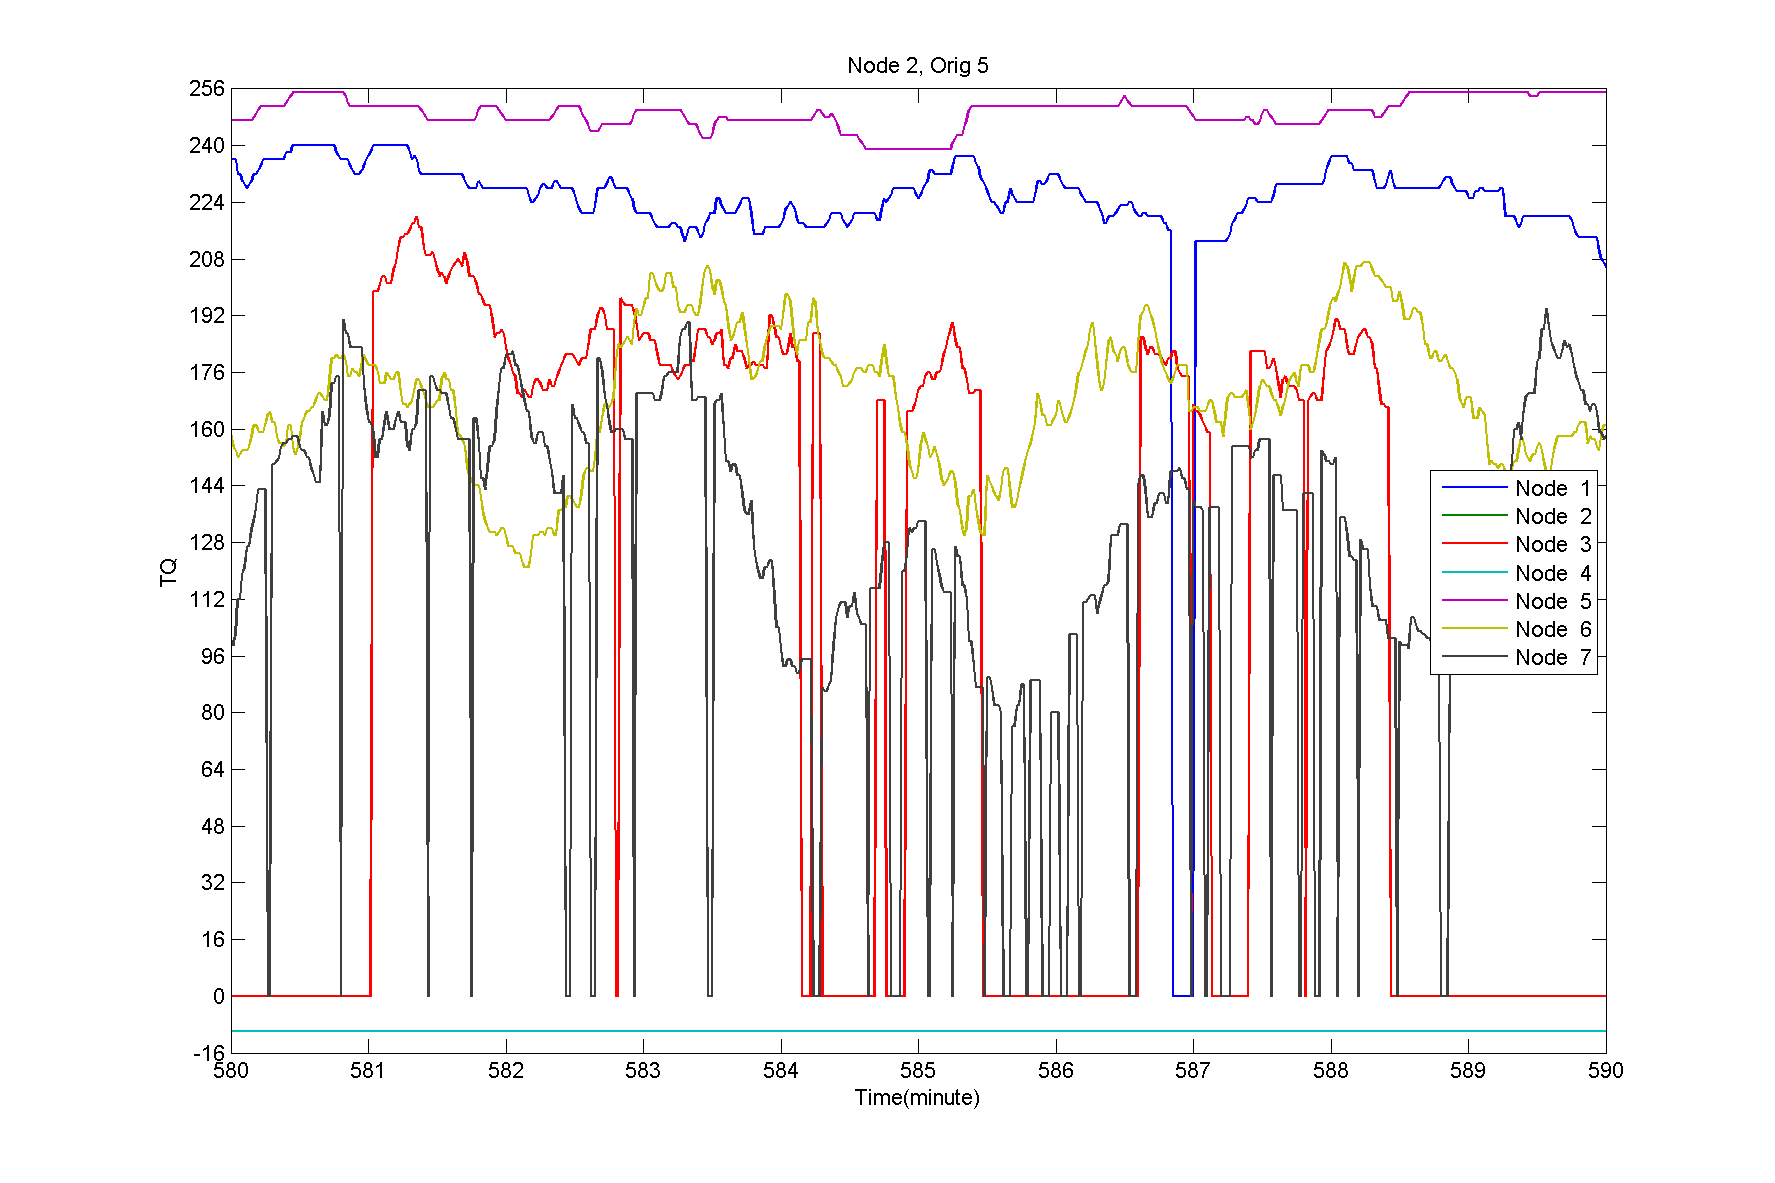 Node 2, Orig 5
256
240
224
208
192
176
160
144
128
112
96
80
64
48
32
16
0
-16
TQ
Node 1
Node 2
Node 3
Node 4
Node 5
Node 6
Node 7
580 581 582 583 584 585 586 587 588 589 590
Time(minute)